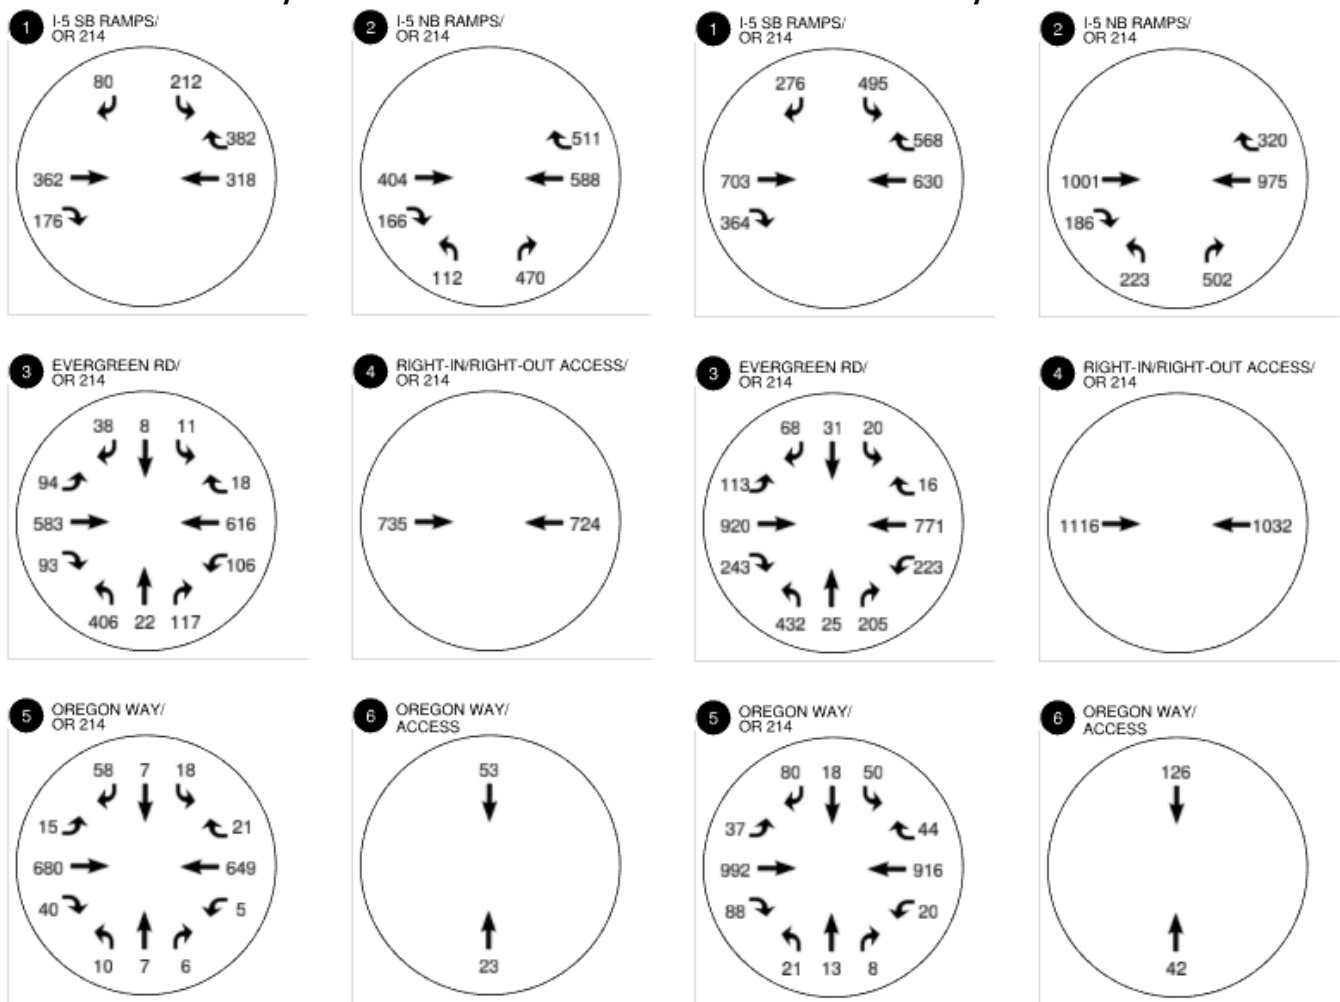 1 I-5 SB RAMPS/
OR 214
80 212
382
362 318
176
2 I-5 NB RAMPS/
OR 214
511
404 588
166
112 470
1 I-5 SB RAMPS/
OR 214
276 495
568
703 630
364
2 I-5 NB RAMPS/
OR 214
320
1001 975
186
223 502
3 EVERGREEN RD/
OR 214
38 8 11
94 18
583 616
93 106
406 22 117
4 RIGHT-IN/RIGHT-OUT ACCESS/
OR 214
735 724
3 EVERGREEN RD/
OR 214
68 31 20
113 16
920 771
243 223
432 25 205
4 RIGHT-IN/RIGHT-OUT ACCESS/
OR 214
1116 1032
5 OREGON WAY/
OR 214
58 7 18
15 21
680 649
40 5
10 7 6
6 OREGON WAY/
ACCESS
53
23
5 OREGON WAY/
OR 214
80 18 50
37 44
992 916
88 20
21 13 8
6 OREGON WAY/
ACCESS
126
42